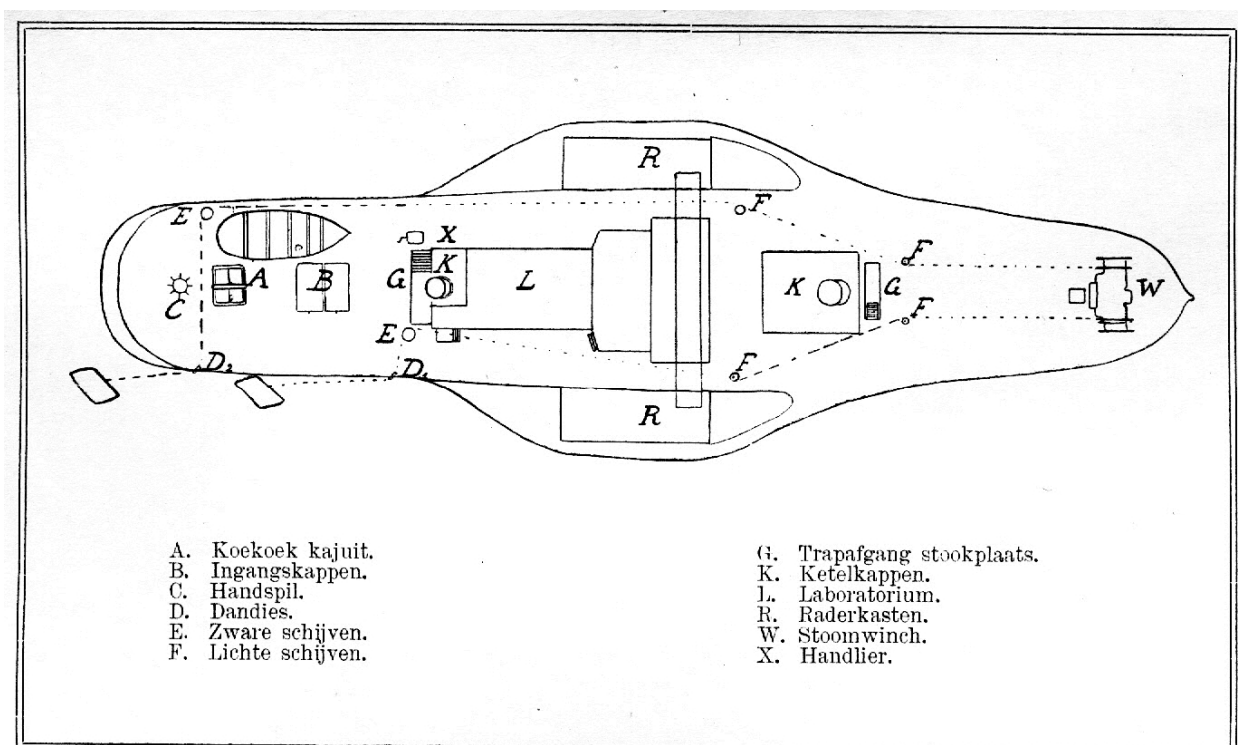 R
E
F
X
F
A
B
G
K
L
K
G
W
C
E
F
D₂
D₁
F
R
A. Koekoek kajuit.
B. Ingangskappen.
C. Handspil.
D. Dandies.
E. Zware schijven.
F. Lichte schijven.
G. Trapafgang stookplaats.
K. Ketelkappen.
L. Laboratorium.
R. Raderkasten.
W. Stoomwinch.
X. Handlier.